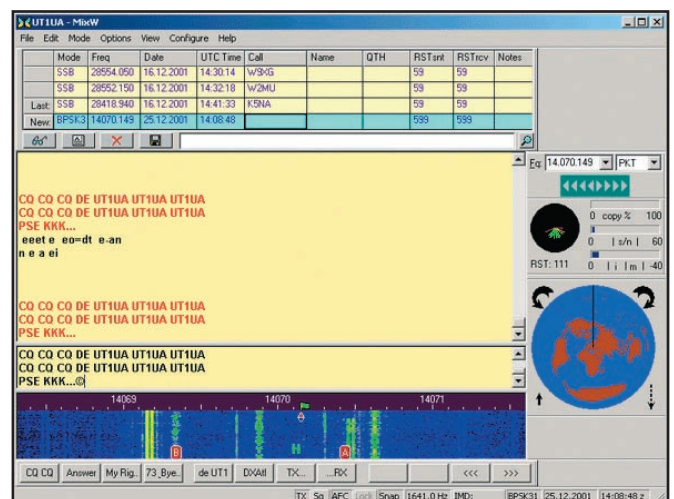 UT1UA - MixW
File Edit Mode Options View Configure Help
Mode Freq Date UTC Time Call Name QTH RSTsnt RSTrcv Notes
SSB 28554.050 16.12.2001 14:30:14 W9XG 59 59
SSB 28552.150 16.12.2001 14:32:18 W2MU 59 59
Last: SSB 28418.940 16.12.2001 14:41:33 K5NA 59 59
New: BPSK3 14070.149 25.12.2001 14:08:48 599 599
Fq: 14.070.149 PKT
CQ CQ CQ DE UT1UA UT1UA UT1UA
CQ CQ CQ DE UT1UA UT1UA UT1UA
PSE KKK...
eeet e eo=dt e-an
n e a ei
0 copy % 100
0 | s/n | 60
RST: 111 0 | i | m | -40
CQ CQ CQ DE UT1UA UT1UA UT1UA
CQ CQ CQ DE UT1UA UT1UA UT1UA
PSE KKK...
CQ CQ CQ DE UT1UA UT1UA UT1UA
CQ CQ CQ DE UT1UA UT1UA UT1UA
PSE KKK...©
14069 14070 14071
B H A
CQ CQ Answer My Rig.. 73_Bye.. de UT1 DXAtl TX... ...RX <<< >>>
TX Sq AFC Lock Snap 1641.0 Hz IMD: BPSK31 25.12.2001 14:08:48 z